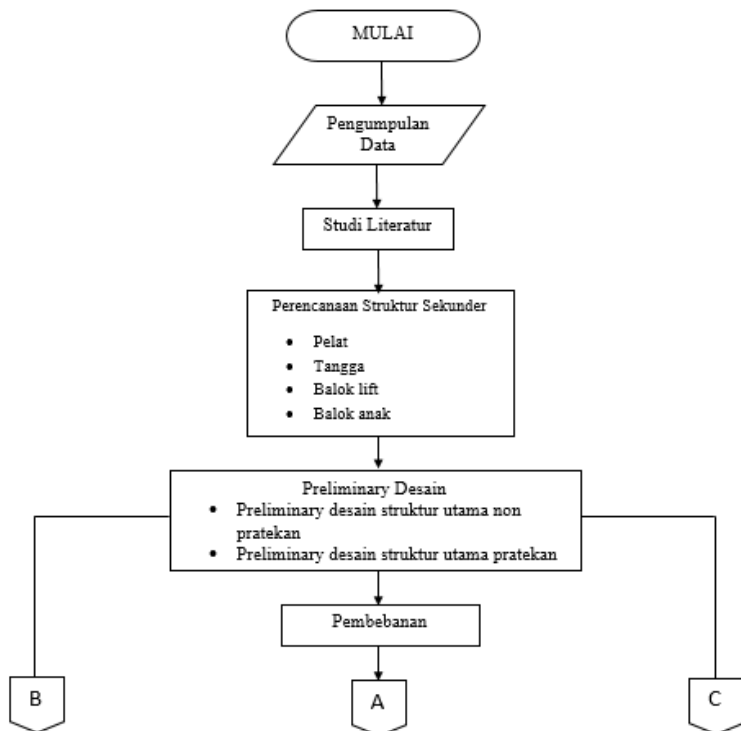 MULAI
Pengumpulan
Data
Studi Literatur
Perencanaan Struktur Sekunder
• Pelat
• Tangga
• Balok lift
• Balok anak
Preliminary Desain
• Preliminary desain struktur utama non
pratekan
• Preliminary desain struktur utama pratekan
Pembebanan
B
A
C